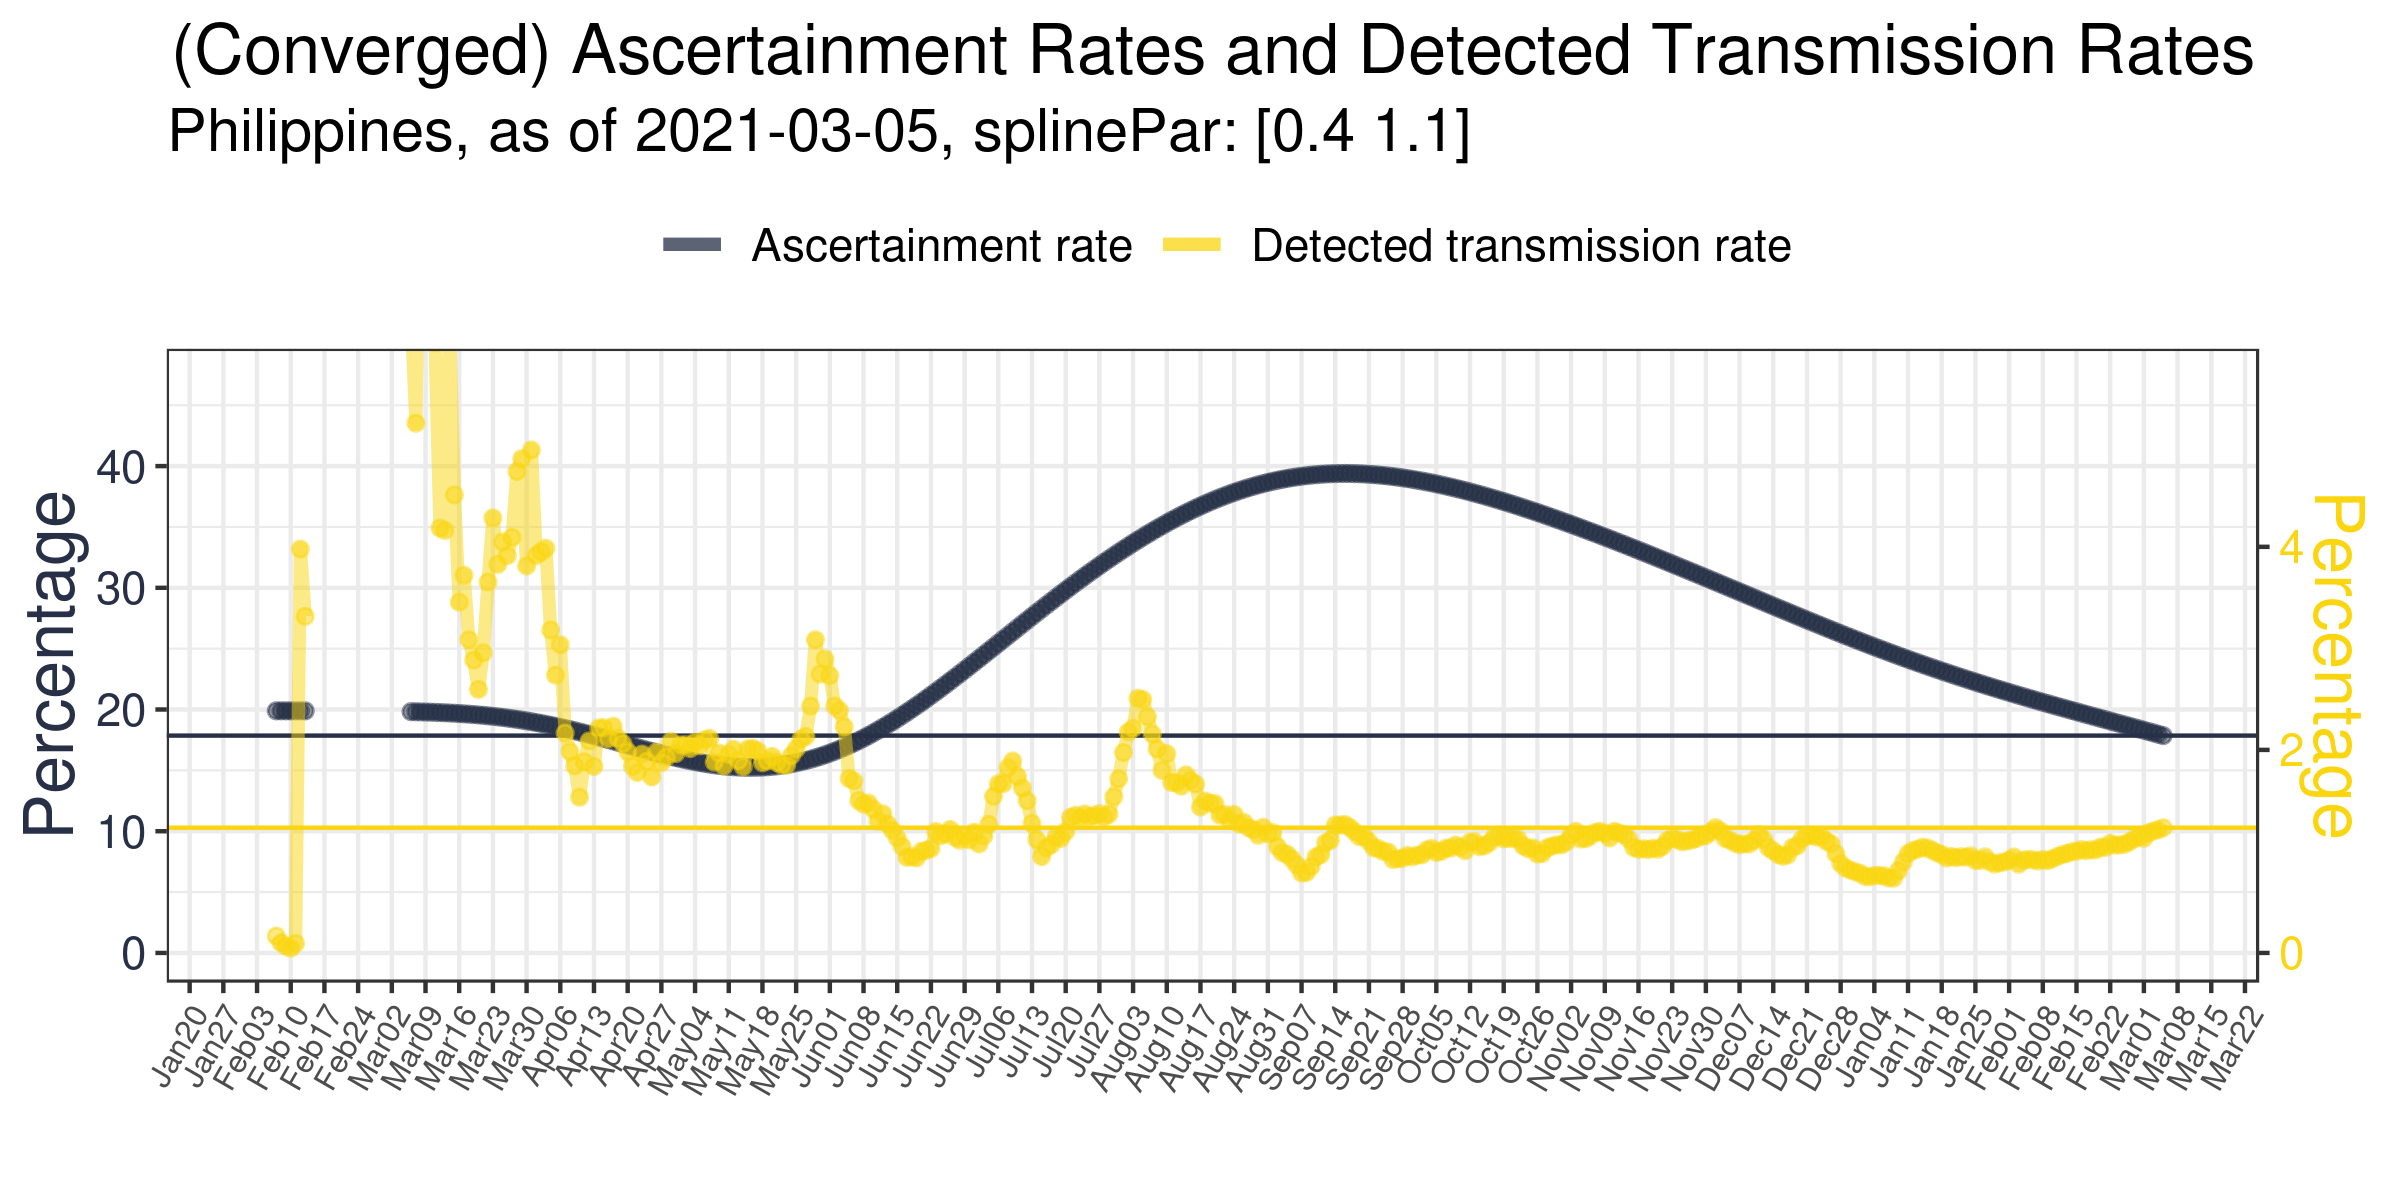 (Converged) Ascertainment Rates and Detected Transmission Rates
Philippines, as of 2021-03-05, splinePar: [0.4 1.1]
Ascertainment rate Detected transmission rate
Percentage
40
30
20
10
0
4
2
0
Percentage
Jan20 Jan27 Feb03 Feb10 Feb17 Feb24 Mar02 Mar09 Mar16 Mar23 Mar30 Apr06 Apr13 Apr20 Apr27 May04 May11 May18 May25 Jun01 Jun08 Jun15 Jun22 Jun29 Jul06 Jul13 Jul20 Jul27 Aug03 Aug10 Aug17 Aug24 Aug31 Sep07 Sep14 Sep21 Sep28 Oct05 Oct12 Oct19 Oct26 Nov02 Nov09 Nov16 Nov23 Nov30 Dec07 Dec14 Dec21 Dec28 Dec04 Jan11 Jan18 Jan25 Feb01 Feb08 Feb15 Feb22 Mar01 Mar08 Mar15 Mar22